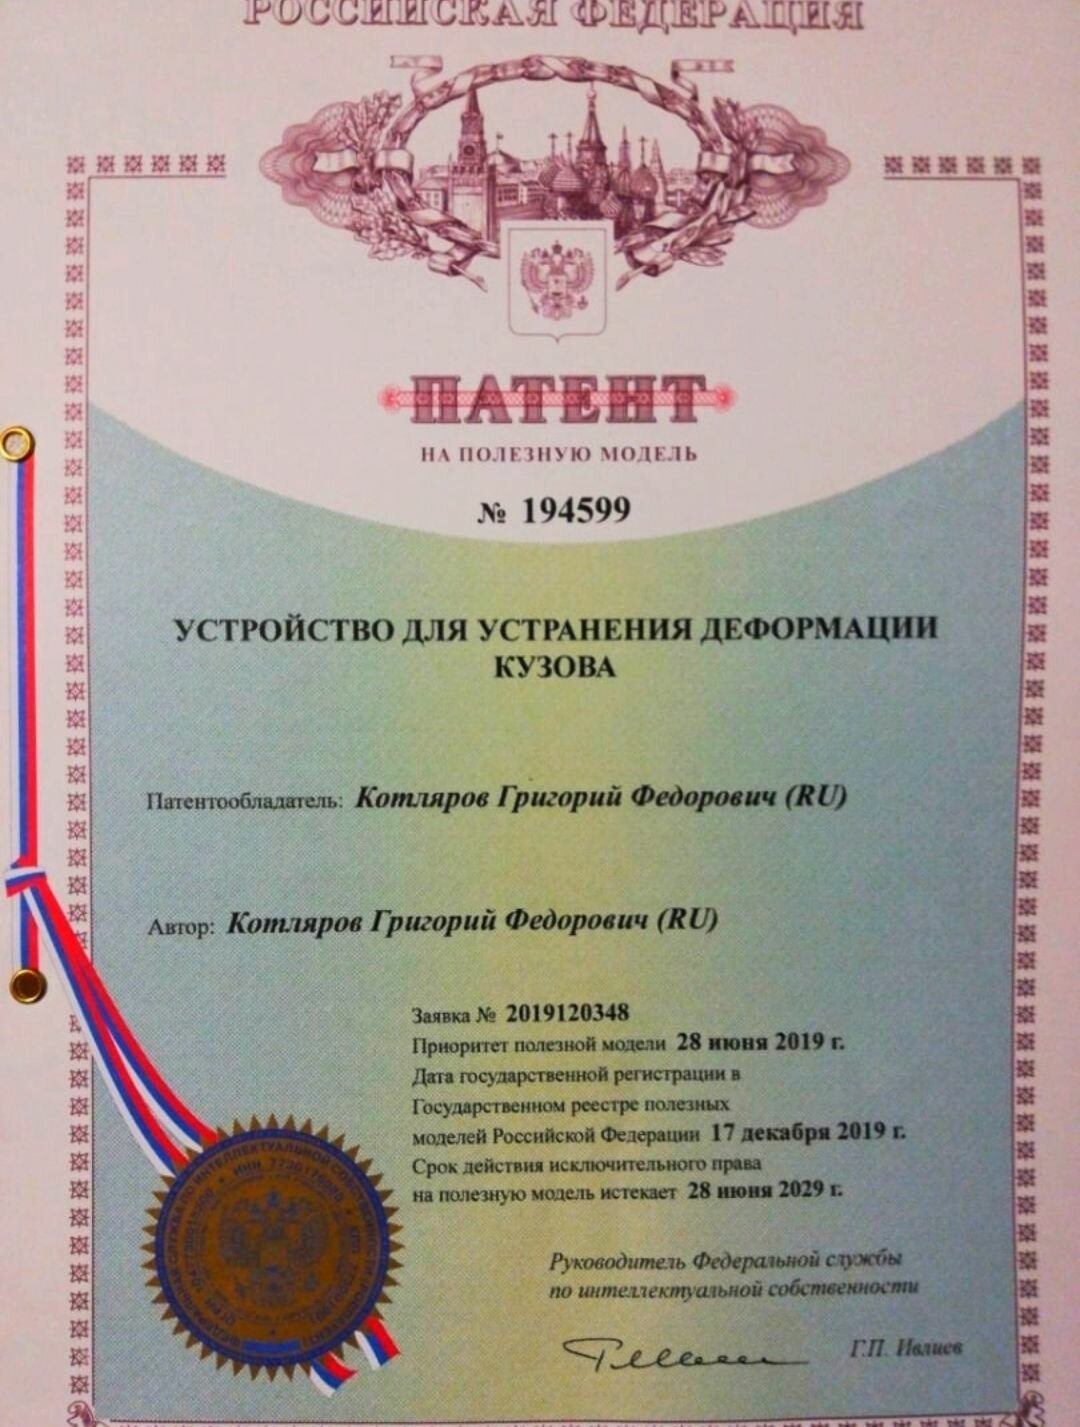 РОССИЙСКАЯ ФЕДЕРАЦИЯ
ПАТЕНТ
НА ПОЛЕЗНУЮ МОДЕЛЬ
№ 194599
УСТРОЙСТВО ДЛЯ УСТРАНЕНИЯ ДЕФОРМАЦИИ
КУЗОВА
Патентообладатель: Котляров Григорий Федорович (RU)
Автор: Котляров Григорий Федорович (RU)
Заявка № 2019120348
Приоритет полезной модели 28 июня 2019 г.
Дата государственной регистрации в
Государственном реестре полезных
моделей Российской Федерации 17 декабря 2019 г.
Срок действия исключительного права
на полезную модель истекает 28 июня 2029 г.
Руководитель Федеральной службы
по интеллектуальной собственности
Г.П. Ивлиев
ПО ИНТЕЛЛЕКТУАЛЬНОЙ
ИНН